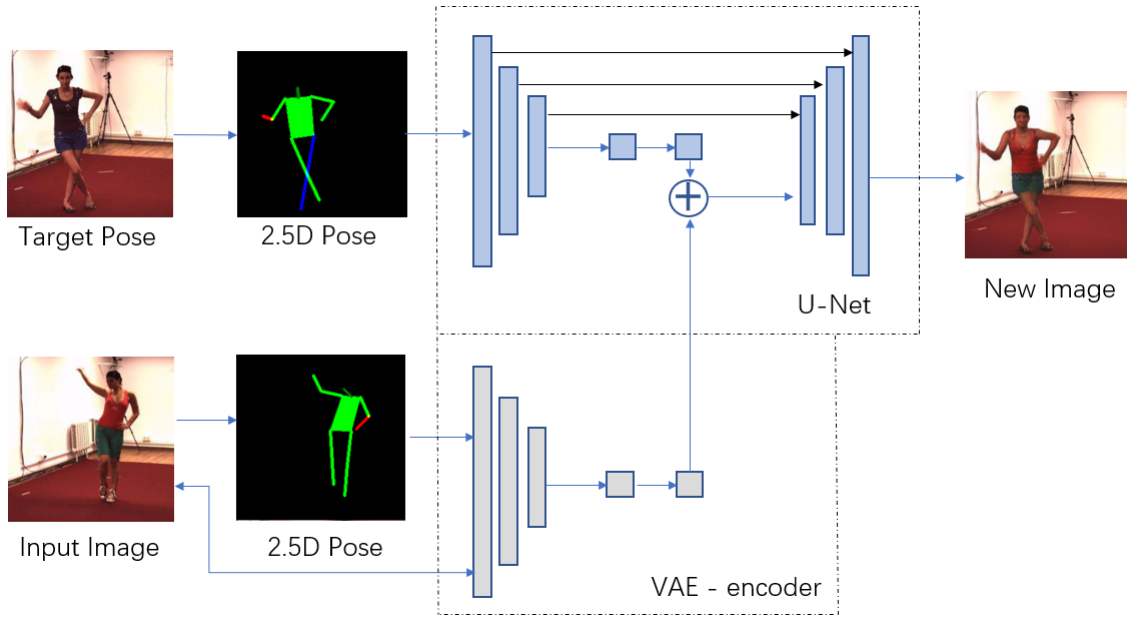 Target Pose
2.5D Pose
U-Net
New Image
Input Image
2.5D Pose
VAE - encoder